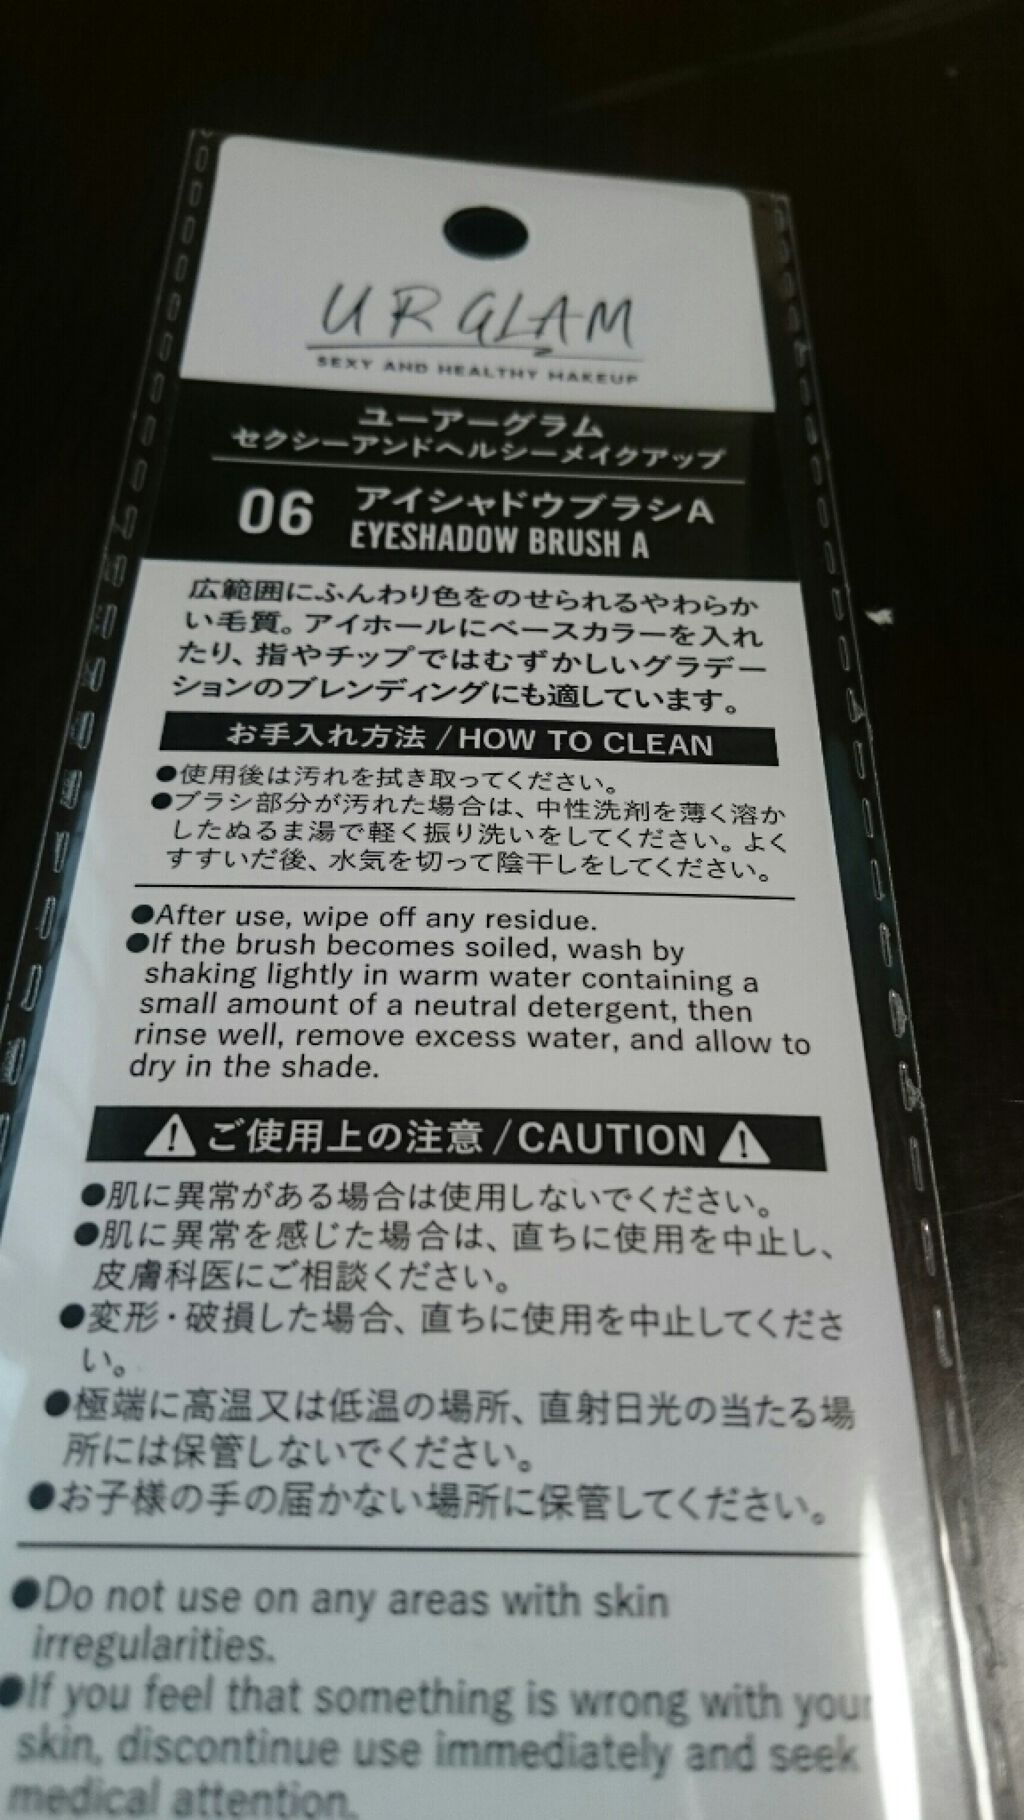 UR GLAM
SEXY AND HEALTHY MAKEUP
ユーアーグラム
セクシーアンドヘルシーメイクアップ
06 アイシャドウブラシA
EYESHADOW BRUSH A
広範囲にふんわり色をのせられるやわらか
い毛質。アイホールにベースカラーを入れ
たり、指やチップではむずかしいグラデー
ションのブレンディングにも適しています。
お手入れ方法/HOW TO CLEAN
●使用後は汚れを拭き取ってください。
●ブラシ部分が汚れた場合は、中性洗剤を薄く溶か
したぬるま湯で軽く振り洗いをしてください。よく
すすいだ後、水気を切って陰干しをしてください。
●After use, wipe off any residue.
●If the brush becomes soiled, wash by
shaking lightly in warm water containing a
small amount of a neutral detergent, then
rinse well, remove excess water, and allow to
dry in the shade.
⚠ご使用上の注意/CAUTION⚠
●肌に異常がある場合は使用しないでください。
●肌に異常を感じた場合は、直ちに使用を中止し、
皮膚科医にご相談ください。
●変形・破損した場合、直ちに使用を中止してくださ
い。
●極端に高温又は低温の場所、直射日光の当たる場
所には保管しないでください。
●お子様の手の届かない場所に保管してください。
●Do not use on any areas with skin
irregularities.
●If you feel that something is wrong with your
skin, discontinue use immediately and seek
medical attention.